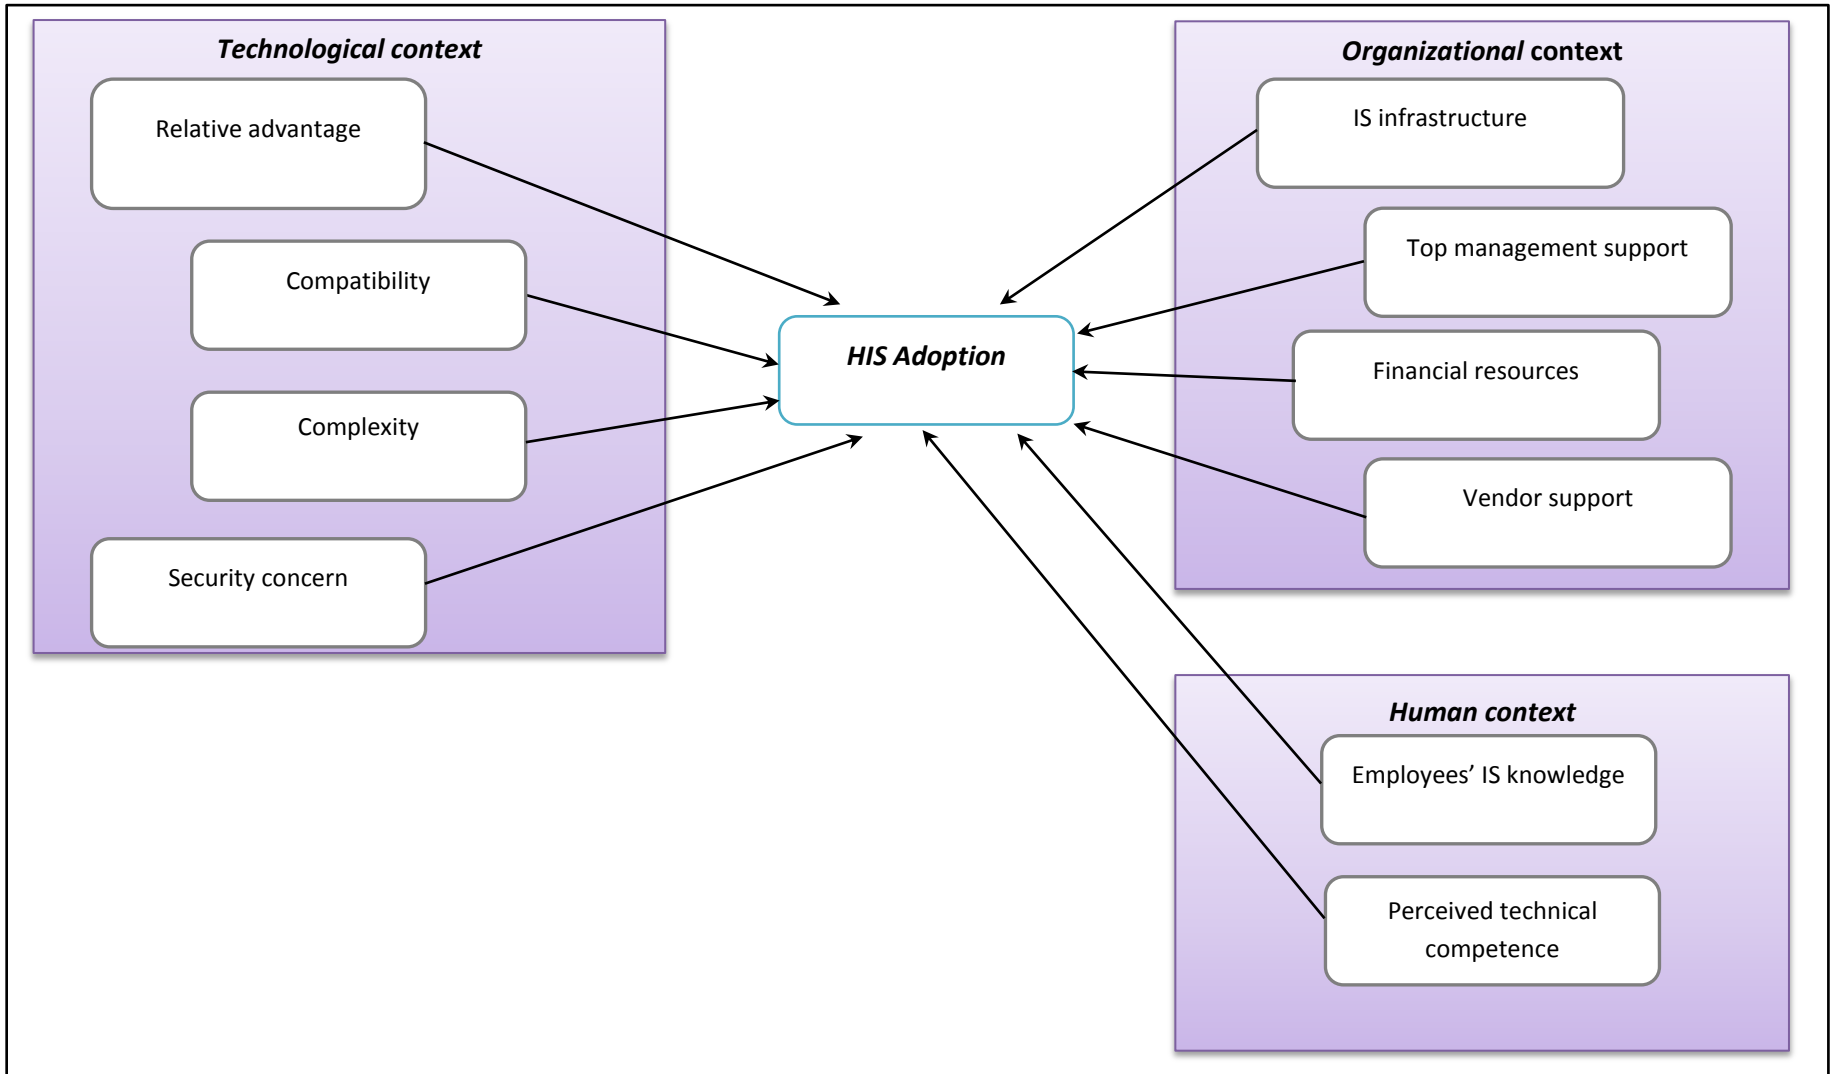 Technological context
Relative advantage
Compatibility
Complexity
Security concern
HIS Adoption
Organizational context
IS infrastructure
Top management support
Financial resources
Vendor support
Human context
Employees’ IS knowledge
Perceived technical
competence